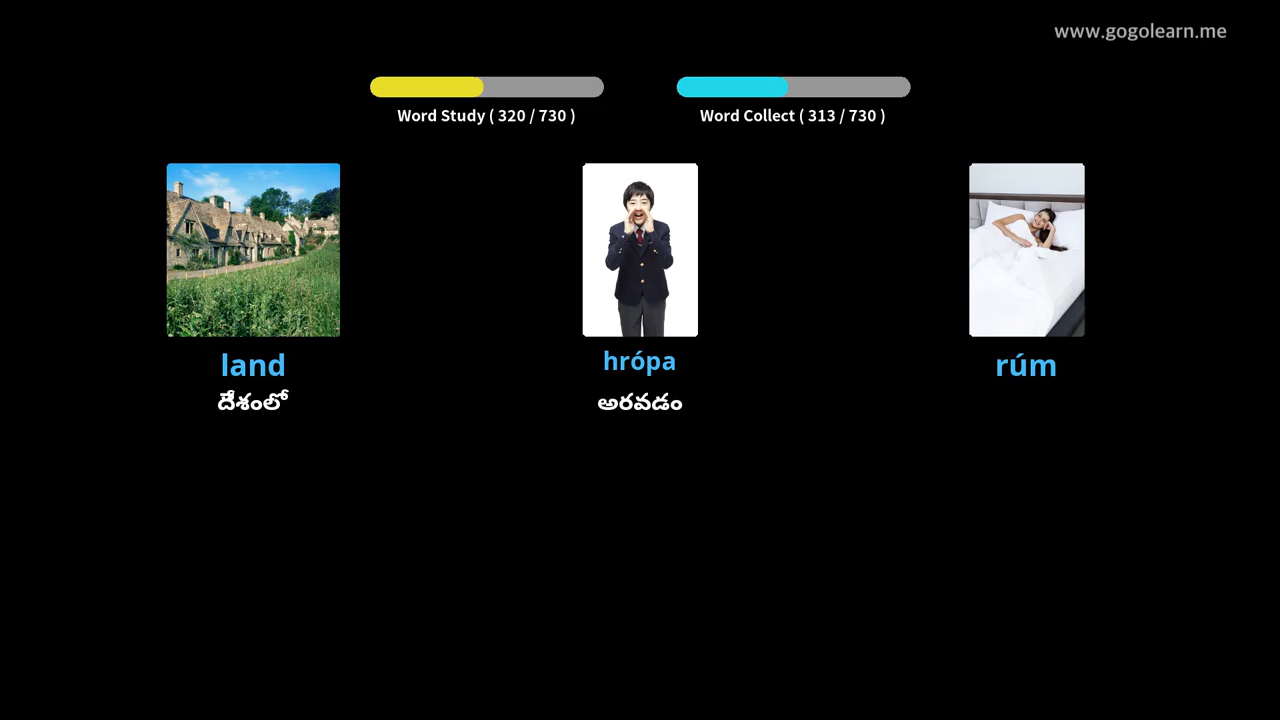 www.gogolearn.me
Word Study ( 320 / 730 )
Word Collect ( 313 / 730 )
land
hrópa
rúm
దేశంలో
అరవడం